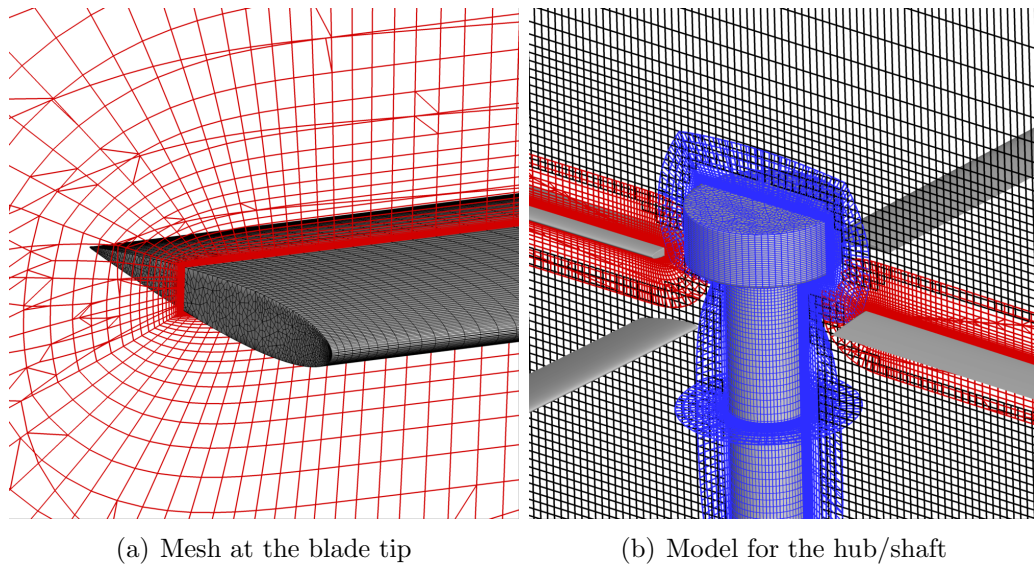 (a) Mesh at the blade tip
(b) Model for the hub/shaft